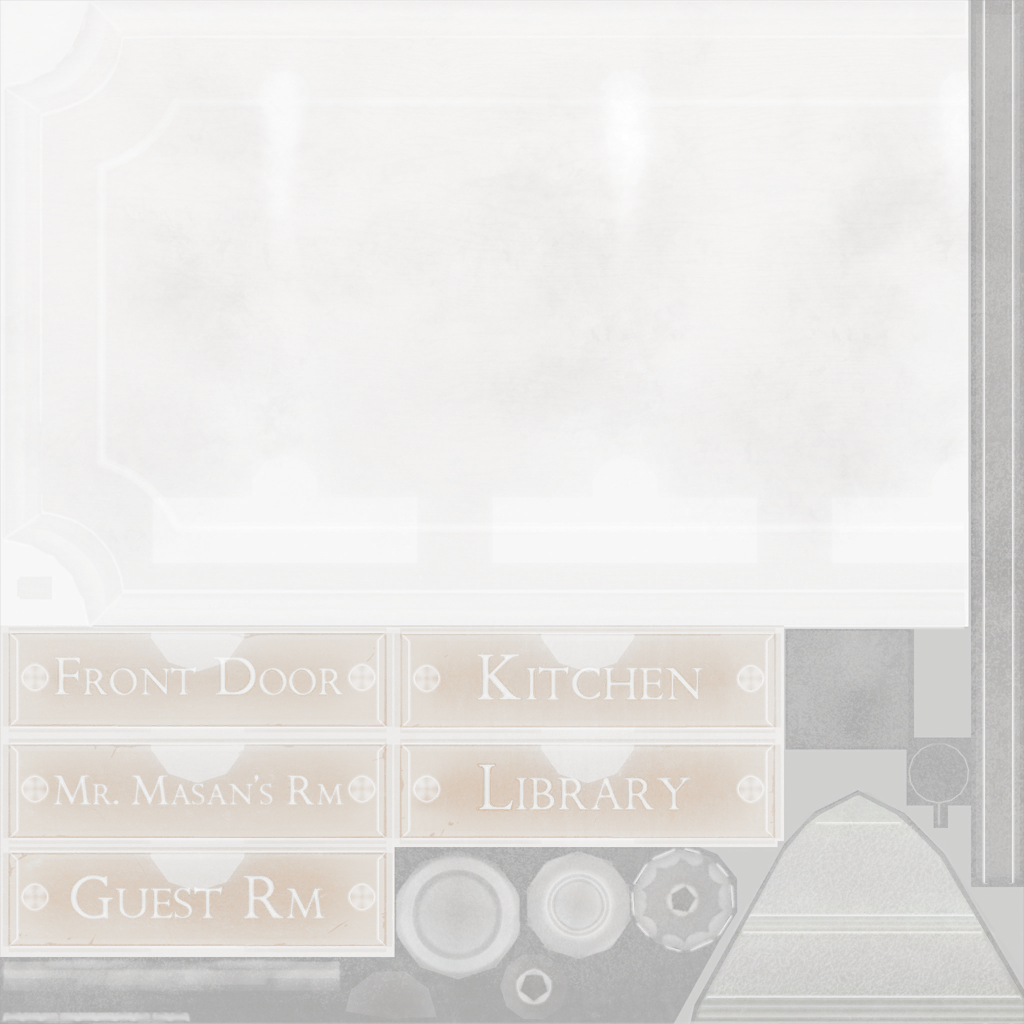 FRONT DOOR
KITCHEN
MR. MASAN'S RM
LIBRARY
GUEST RM